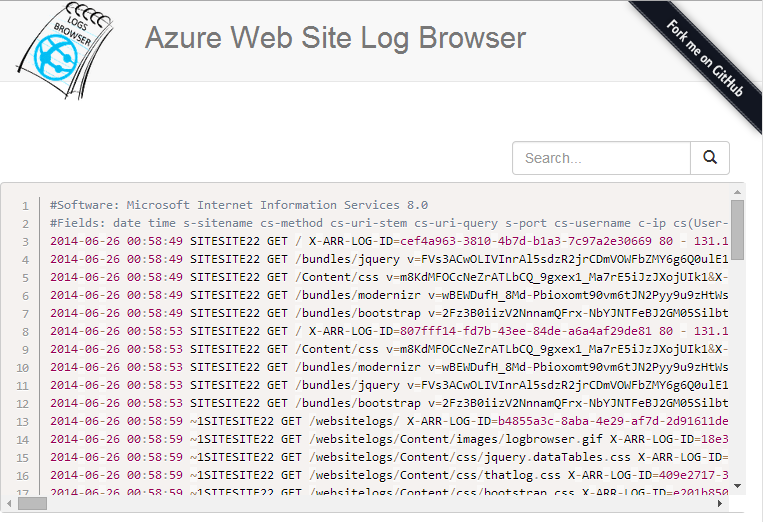 LOGS
BROWSER
Azure Web Site Log Browser
Fork me on GitHub
Search...
1 #Software: Microsoft Internet Information Services 8.0
2 #Fields: date time s-sitename cs-method cs-uri-stem cs-uri-query s-port cs-username c-ip cs(User-
3 2014-06-26 00:58:49 SITESITE22 GET / X-ARR-LOG-ID=cef4a963-3810-4b7d-b1a3-7c97a2e30669 80 - 131.1
4 2014-06-26 00:58:49 SITESITE22 GET /bundles/jquery v=FVs3ACwOLIVInrAl5sdzR2jrCDmVOWFbZMY6g6Q0ulE1
5 2014-06-26 00:58:49 SITESITE22 GET /Content/css v=m8KdMFOCcNeZrATLbCQ_9gxex1_Ma7rE5iJzJXojUIk1&X-
6 2014-06-26 00:58:49 SITESITE22 GET /bundles/modernizr v=wBEWDufH_8Md-Pbioxomt90vm6tJN2Pyy9u9zHtWs
7 2014-06-26 00:58:49 SITESITE22 GET /bundles/bootstrap v=2Fz3B0iizV2NnnamQFrx-NbYJNTFeBJ2GM05Silbt
8 2014-06-26 00:58:53 SITESITE22 GET / X-ARR-LOG-ID=807fff14-fd7b-43ee-84de-a6a4af29de81 80 - 131.1
9 2014-06-26 00:58:53 SITESITE22 GET /Content/css v=m8KdMFOCcNeZrATLbCQ_9gxex1_Ma7rE5iJzJXojUIk1&X-
10 2014-06-26 00:58:53 SITESITE22 GET /bundles/modernizr v=wBEWDufH_8Md-Pbioxomt90vm6tJN2Pyy9u9zHtWs
11 2014-06-26 00:58:53 SITESITE22 GET /bundles/jquery v=FVs3ACwOLIVInrAl5sdzR2jrCDmVOWFbZMY6g6Q0ulE1
12 2014-06-26 00:58:53 SITESITE22 GET /bundles/bootstrap v=2Fz3B0iizV2NnnamQFrx-NbYJNTFeBJ2GM05Silbt
13 2014-06-26 00:58:59 ~1SITESITE22 GET /websitelogs/ X-ARR-LOG-ID=b4855a3c-8aba-4e29-af7d-2d91611de
14 2014-06-26 00:58:59 ~1SITESITE22 GET /websitelogs/Content/images/logbrowser.gif X-ARR-LOG-ID=18e3
15 2014-06-26 00:58:59 ~1SITESITE22 GET /websitelogs/Content/css/jquery.dataTables.css X-ARR-LOG-ID=
16 2014-06-26 00:58:59 ~1SITESITE22 GET /websitelogs/Content/css/thatlog.css X-ARR-LOG-ID=409e2717-3
17 2014-06-26 00:58:59 ~1SITESITE22 GET /websitelogs/Content/css/bootstrap.css X-ARR-LOG-ID=e201b850